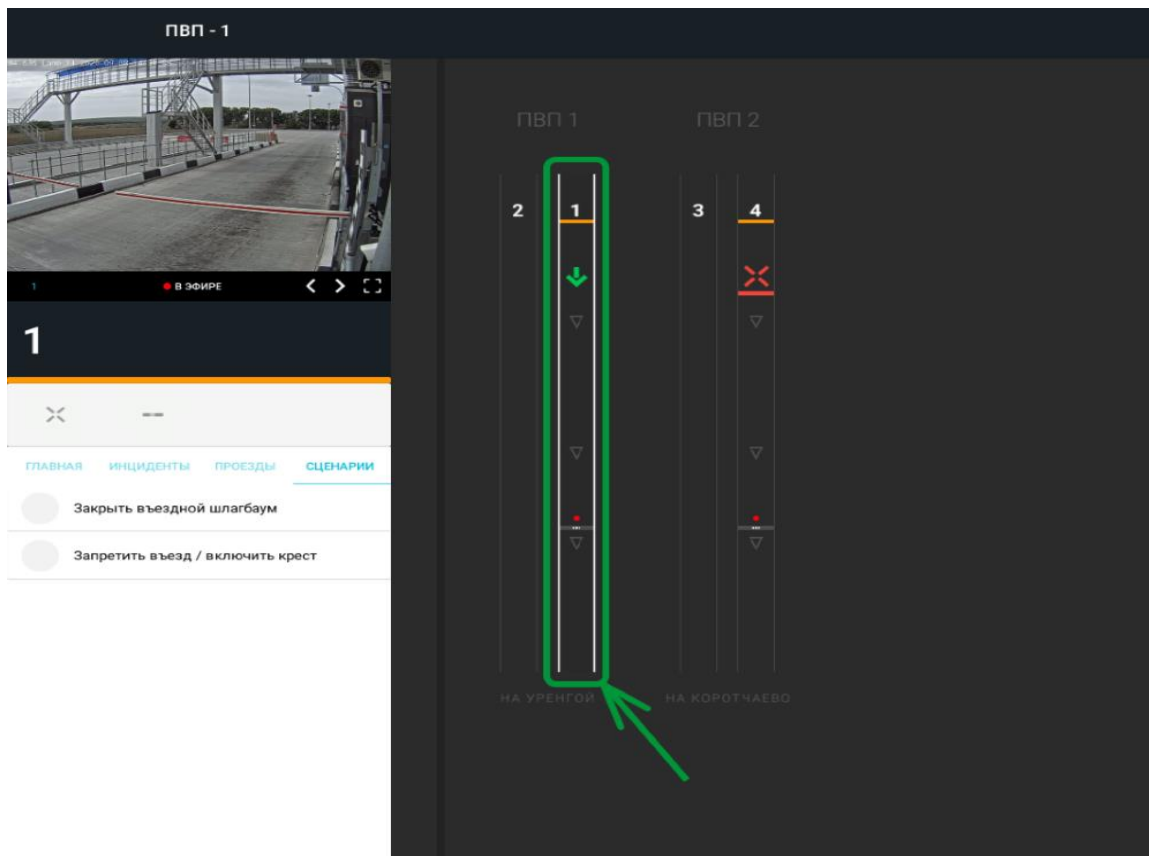 ПВП - 1
1
В ЭФИРЕ
1
ГЛАВНАЯ ИНЦИДЕНТЫ ПРОЕЗДЫ СЦЕНАРИИ
Закрыть въездной шлагбаум
Запретить въезд / включить крест
ПВП 1 ПВП 2
2 1 3 4
НА УРЕНГОЙ НА КОРОТЧАЕВО